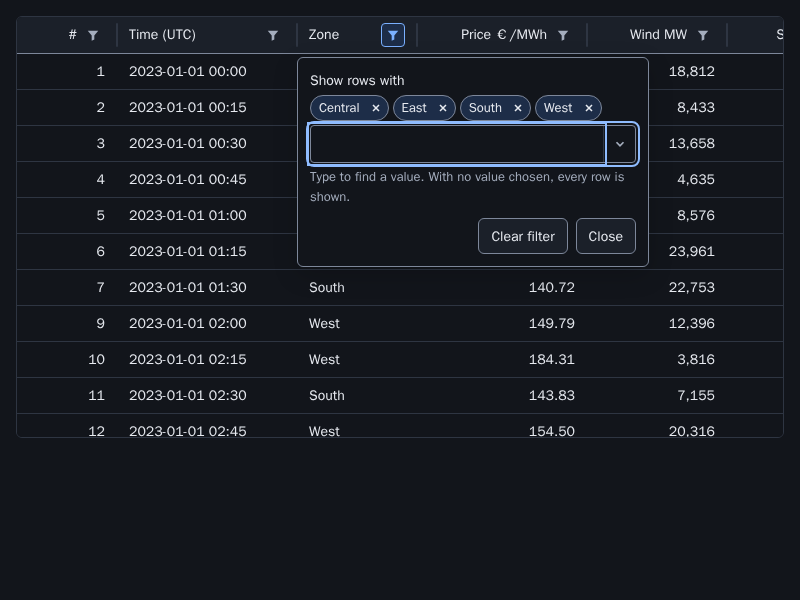 # Time (UTC) Zone Price €/MWh Wind MW S
1 2023-01-01 00:00 18,812
Show rows with
Central × East × South × West ×
2 2023-01-01 00:15 8,433
3 2023-01-01 00:30 13,658
4 2023-01-01 00:45 4,635
Type to find a value. With no value chosen, every row is
shown.
5 2023-01-01 01:00 8,576
6 2023-01-01 01:15 23,961
Clear filter Close
7 2023-01-01 01:30 South 140.72 22,753
9 2023-01-01 02:00 West 149.79 12,396
10 2023-01-01 02:15 West 184.31 3,816
11 2023-01-01 02:30 South 143.83 7,155
12 2023-01-01 02:45 West 154.50 20,316